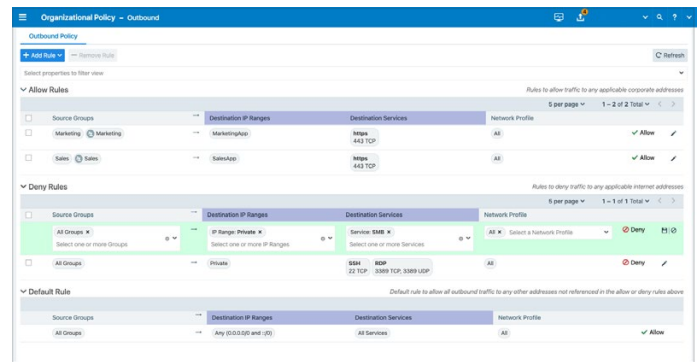 Organizational Policy – Outbound
4
?
Outbound Policy
+ Add Rule
— Remove Rule
Refresh
Select properties to filter view
Allow Rules
Rules to allow traffic to any applicable corporate addresses
5 per page
1 – 2 of 2 Total
Source Groups → Destination IP Ranges Destination Services Network Profile
Marketing Marketing → MarketingApp https All Allow
443 TCP
Sales Sales → SalesApp https All Allow
443 TCP
Deny Rules
Rules to deny traffic to any applicable internet addresses
5 per page
1 – 1 of 1 Total
Source Groups → Destination IP Ranges Destination Services Network Profile
All Groups × → IP Range: Private × Service: SMB × All × Select a Network Profile Deny
Select one or more Groups Select one or more IP Ranges Select one or more Services
All Groups → Private SSH RDP All Deny
22 TCP 3389 TCP, 3389 UDP
Default Rule
Default rule to allow all outbound traffic to any other addresses not referenced in the allow or deny rules above
Source Groups → Destination IP Ranges Destination Services Network Profile
All Groups → Any (0.0.0.0/0 and ::/0) All Services All Allow